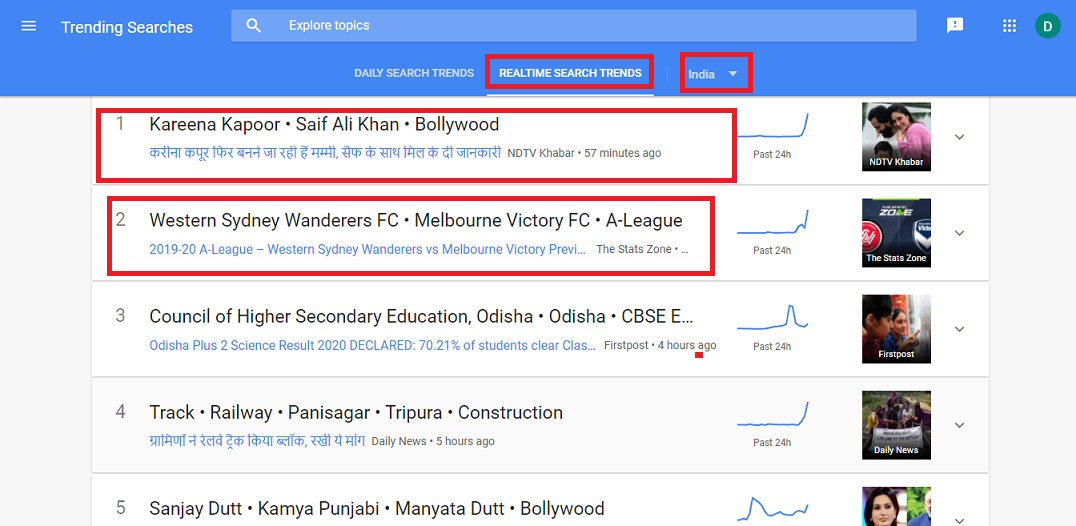 Trending Searches
Explore topics
D
DAILY SEARCH TRENDS
REALTIME SEARCH TRENDS
India
1
Kareena Kapoor • Saif Ali Khan • Bollywood
करीना कपूर फिर बनने जा रही हैं मम्मी, सैफ के साथ मिल के दी जानकारी NDTV Khabar • 57 minutes ago
Past 24h
NDTV Khabar
2
Western Sydney Wanderers FC • Melbourne Victory FC • A-League
2019-20 A-League – Western Sydney Wanderers vs Melbourne Victory Previ... The Stats Zone • ...
Past 24h
THE STATS
ZONE
The Stats Zone
3
Council of Higher Secondary Education, Odisha • Odisha • CBSE E...
Odisha Plus 2 Science Result 2020 DECLARED: 70.21% of students clear Clas... Firstpost • 4 hours ago
Past 24h
Firstpost
4
Track • Railway • Panisagar • Tripura • Construction
ग्रामिणों ने रेलवे ट्रैक किया ब्लॉक, रखी ये मांग Daily News • 5 hours ago
Past 24h
Daily News
5
Sanjay Dutt • Kamya Punjabi • Manyata Dutt • Bollywood